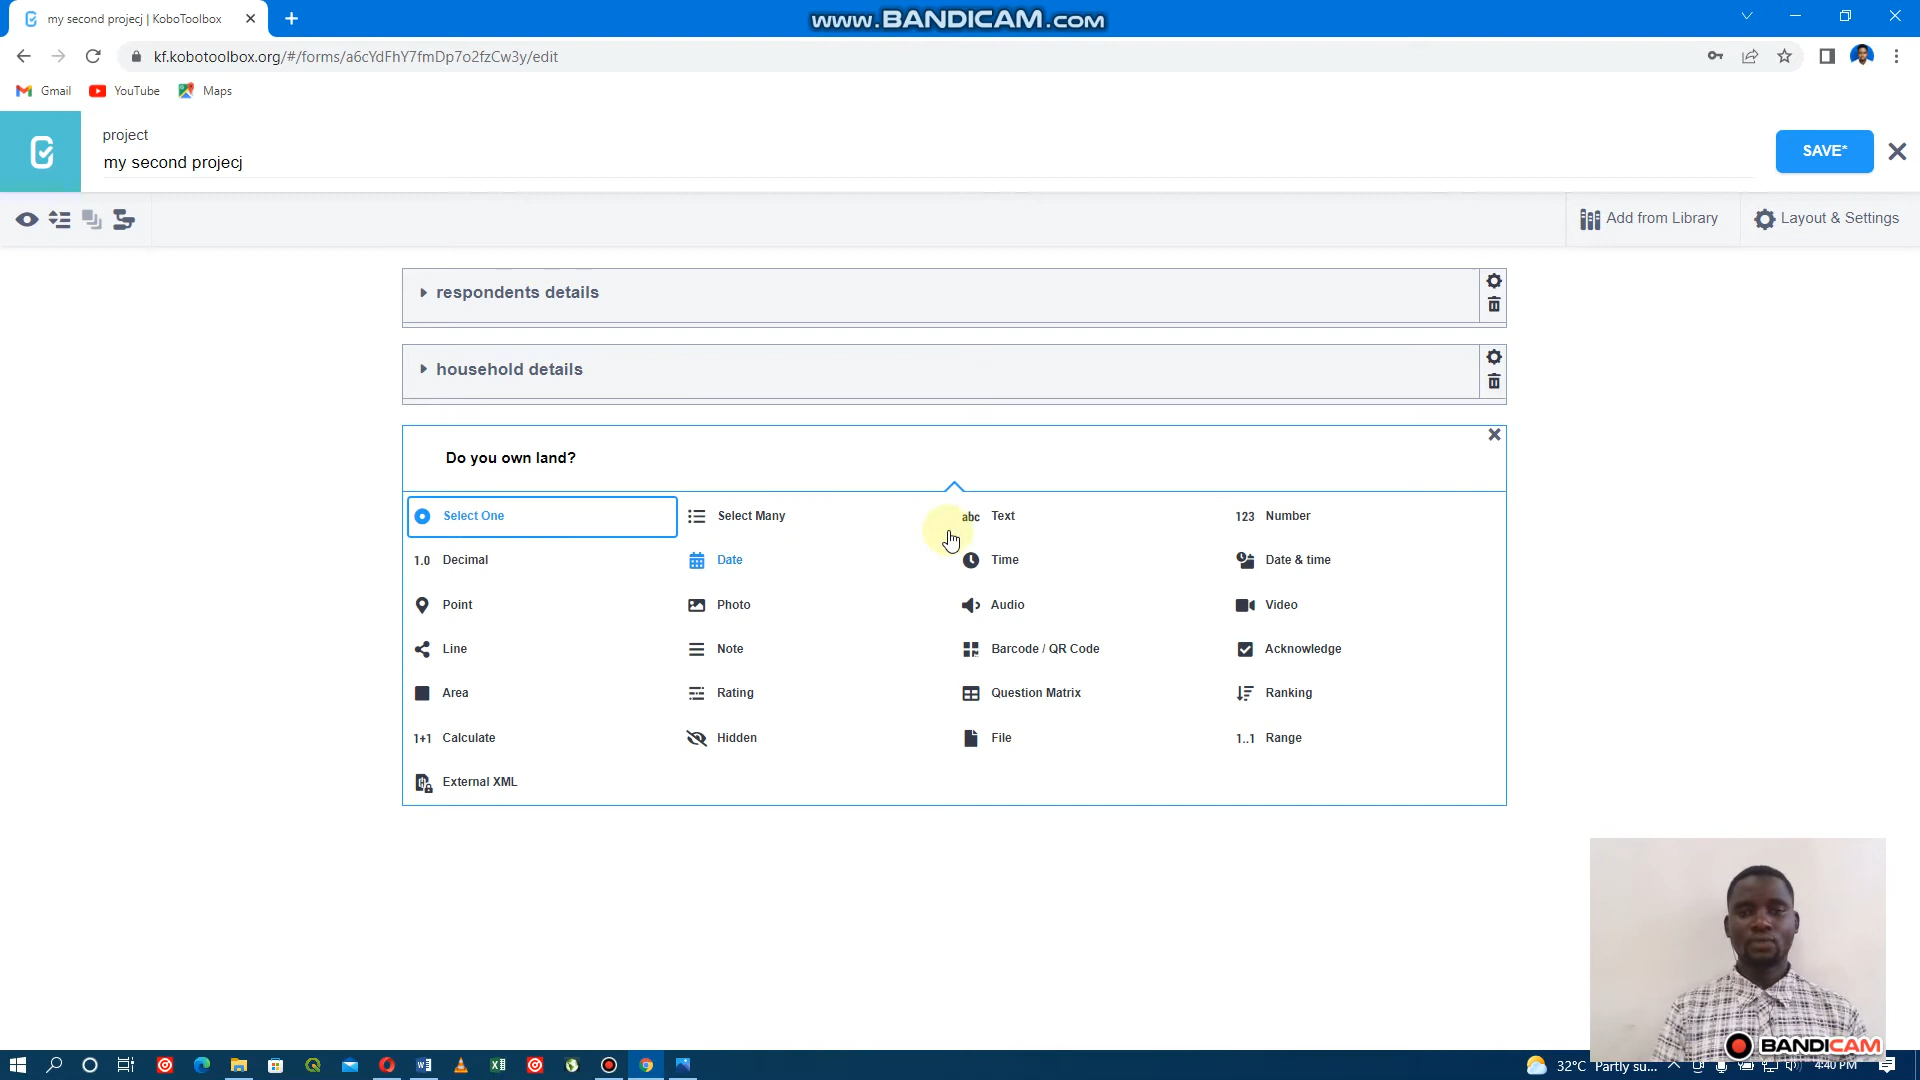 my second projecj | KoboToolbox
www.BANDICAM.com
kf.kobotoolbox.org/#/forms/a6cYdFhY7fmDp7o2fzCw3y/edit
Gmail
YouTube
Maps
project
my second projecj
SAVE*
Add from Library
Layout & Settings
respondents details
household details
Do you own land?
Select One
Select Many
abc Text
123 Number
1.0 Decimal
Date
Time
Date & time
Point
Photo
Audio
Video
Line
Note
Barcode / QR Code
Acknowledge
Area
Rating
Question Matrix
Ranking
1+1 Calculate
Hidden
File
1..1 Range
External XML
BANDICAM
32°C Partly su...
4:40 PM